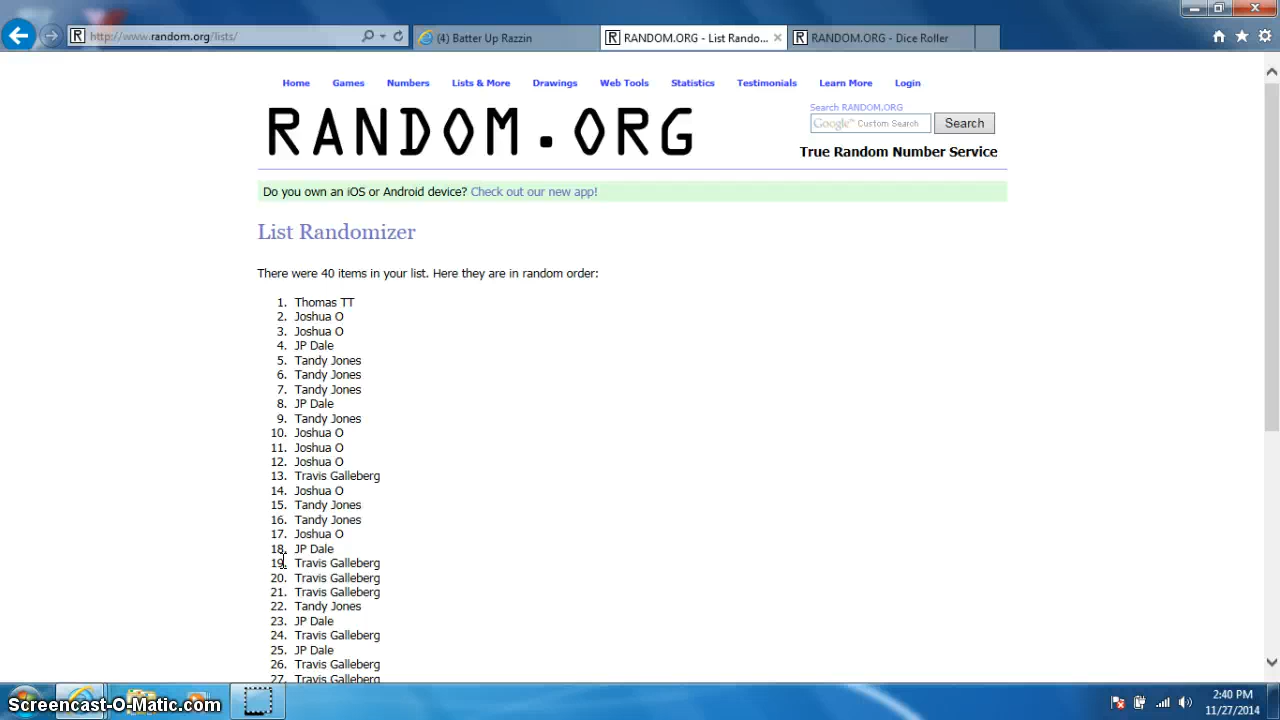 http://www.random.org/lists/
(4) Batter Up Razzin
RANDOM.ORG - List Rando...
RANDOM.ORG - Dice Roller
Home Games Numbers Lists & More Drawings Web Tools Statistics Testimonials Learn More Login
RANDOM.ORG
Search RANDOM.ORG
Google™ Custom Search
Search
True Random Number Service
Do you own an iOS or Android device? Check out our new app!
List Randomizer
There were 40 items in your list. Here they are in random order:
1. Thomas TT
2. Joshua O
3. Joshua O
4. JP Dale
5. Tandy Jones
6. Tandy Jones
7. Tandy Jones
8. JP Dale
9. Tandy Jones
10. Joshua O
11. Joshua O
12. Joshua O
13. Travis Galleberg
14. Joshua O
15. Tandy Jones
16. Tandy Jones
17. Joshua O
18. JP Dale
19. Travis Galleberg
20. Travis Galleberg
21. Travis Galleberg
22. Tandy Jones
23. JP Dale
24. Travis Galleberg
25. JP Dale
26. Travis Galleberg
27. Travis Galleberg
Screencast-O-Matic.com
2:40 PM
11/27/2014